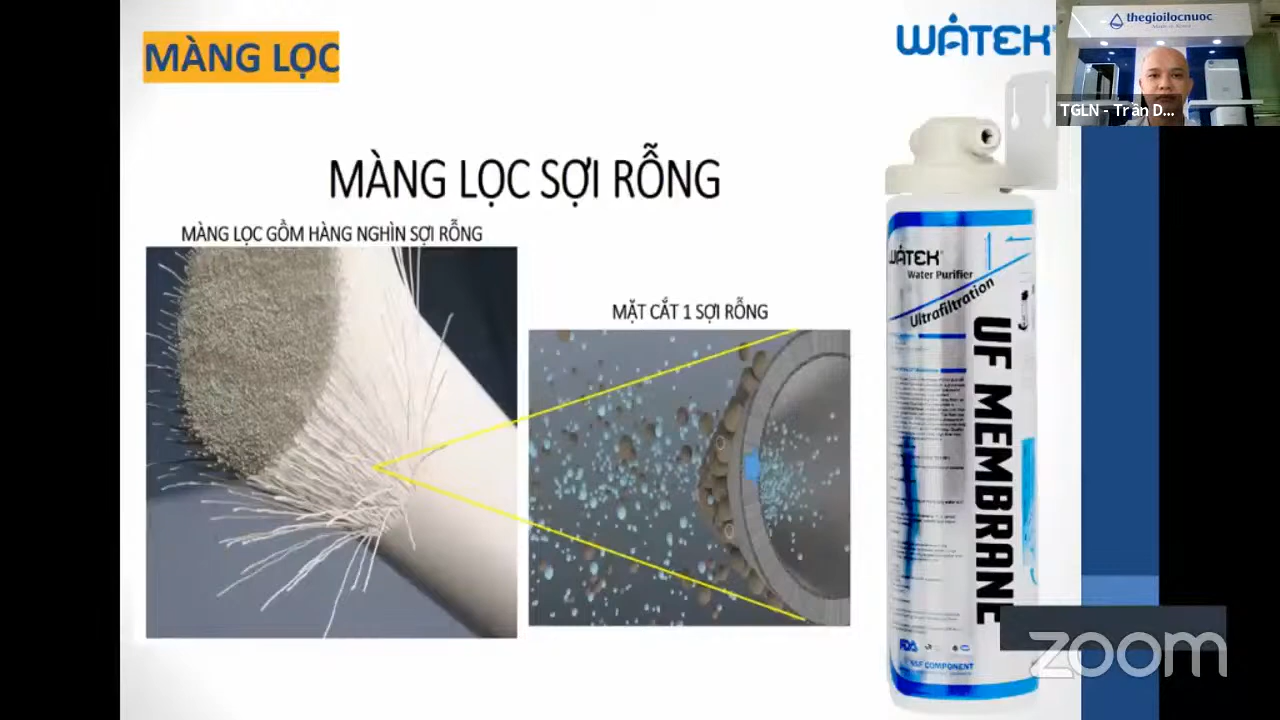 MÀNG LỌC
WATEK
thegioilocnuoc
TGLN - Trần D...
MÀNG LỌC SỢI RỖNG
MÀNG LỌC GỒM HÀNG NGHÌN SỢI RỖNG
MẶT CẮT 1 SỢI RỖNG
WATEK
Water Purifier
Ultrafiltration
UF MEMBRANE
FDA
NSF COMPONENT
zoom